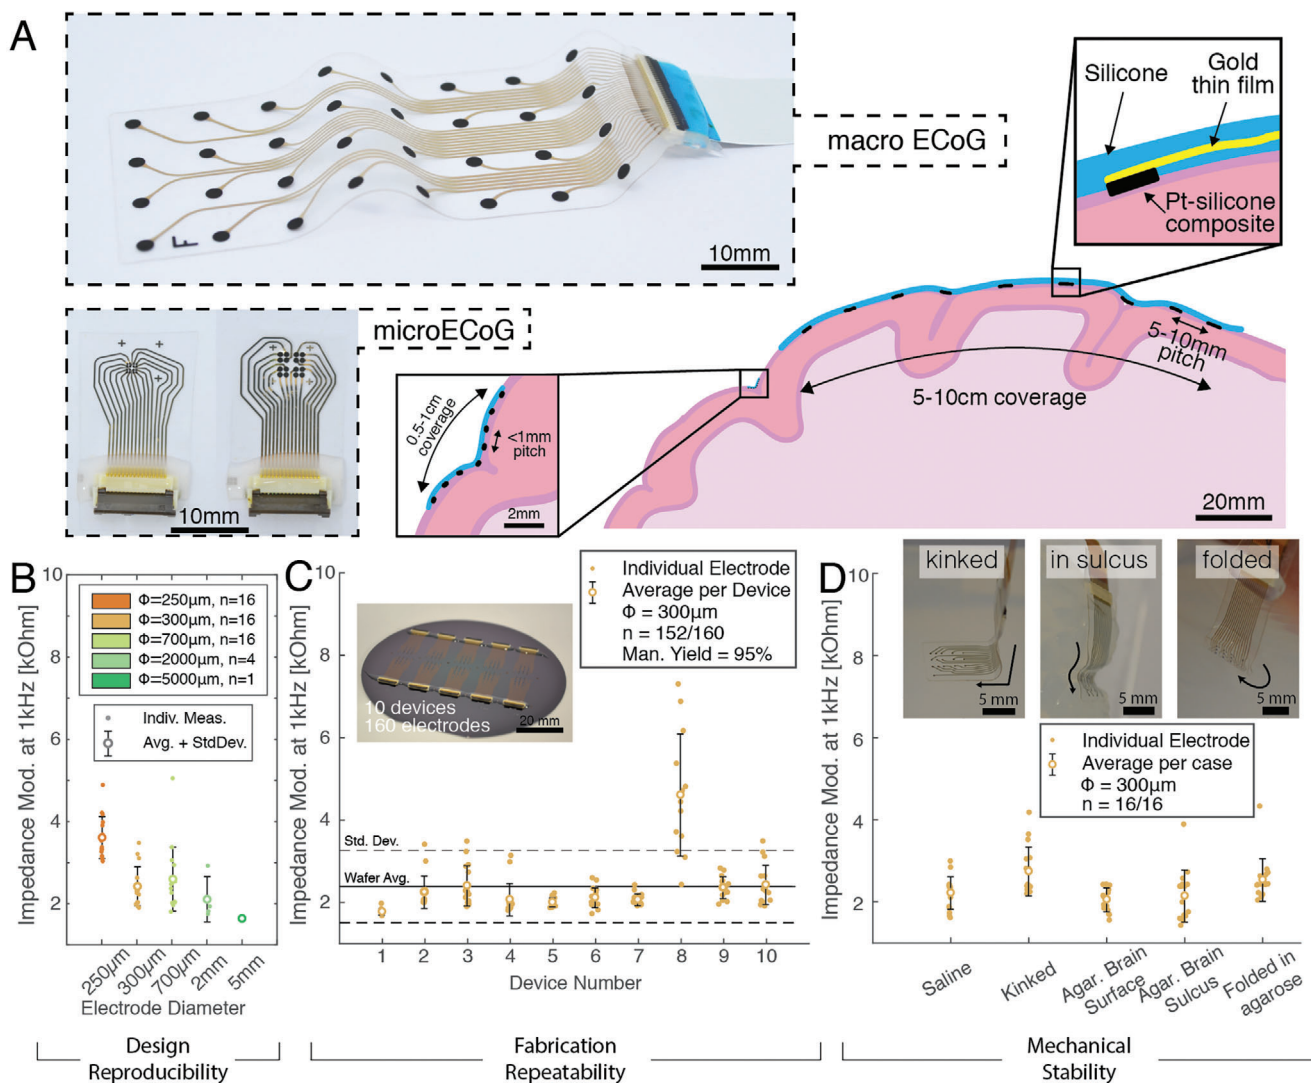 A
macro ECoG
F
10mm
Silicone
Gold
thin film
Pt-silicone
composite
microECoG
10mm
0.5-1cm
coverage
<1mm
pitch
2mm
5-10mm
pitch
5-10cm coverage
20mm
B
Impedance Mod. at 1kHz [kOhm]
10
8
6
4
2
Φ=250µm, n=16
Φ=300µm, n=16
Φ=700µm, n=16
Φ=2000µm, n=4
Φ=5000µm, n=1
Indiv. Meas.
Avg. + StdDev.
250µm
300µm
700µm
2mm
5mm
Electrode Diameter
Design
Reproducibility
C
Impedance Mod. at 1kHz [kOhm]
10
8
6
4
2
Individual Electrode
Average per Device
Φ = 300µm
n = 152/160
Man. Yield = 95%
10 devices
160 electrodes
20 mm
Std. Dev.
Wafer Avg.
1 2 3 4 5 6 7 8 9 10
Device Number
Fabrication
Repeatability
D
Impedance Mod. at 1kHz [kOhm]
10
8
6
4
2
kinked
in sulcus
folded
5 mm
5 mm
5 mm
Individual Electrode
Average per case
Φ = 300µm
n = 16/16
Saline
Kinked
Agar. Brain
Surface
Agar. Brain
Sulcus
Folded in
agarose
Mechanical
Stability